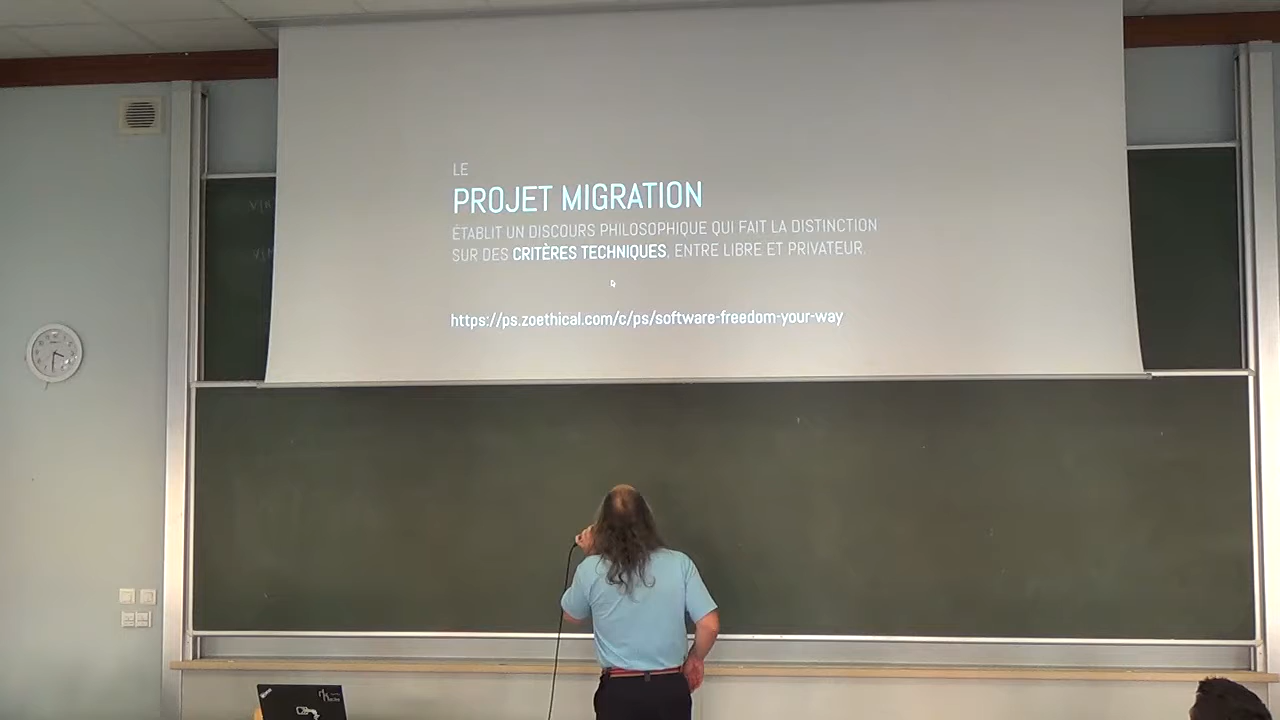 LE
PROJET MIGRATION
ÉTABLIT UN DISCOURS PHILOSOPHIQUE QUI FAIT LA DISTINCTION
SUR DES CRITÈRES TECHNIQUES, ENTRE LIBRE ET PRIVATEUR.
https://ps.zoethical.com/c/ps/software-freedom-your-way